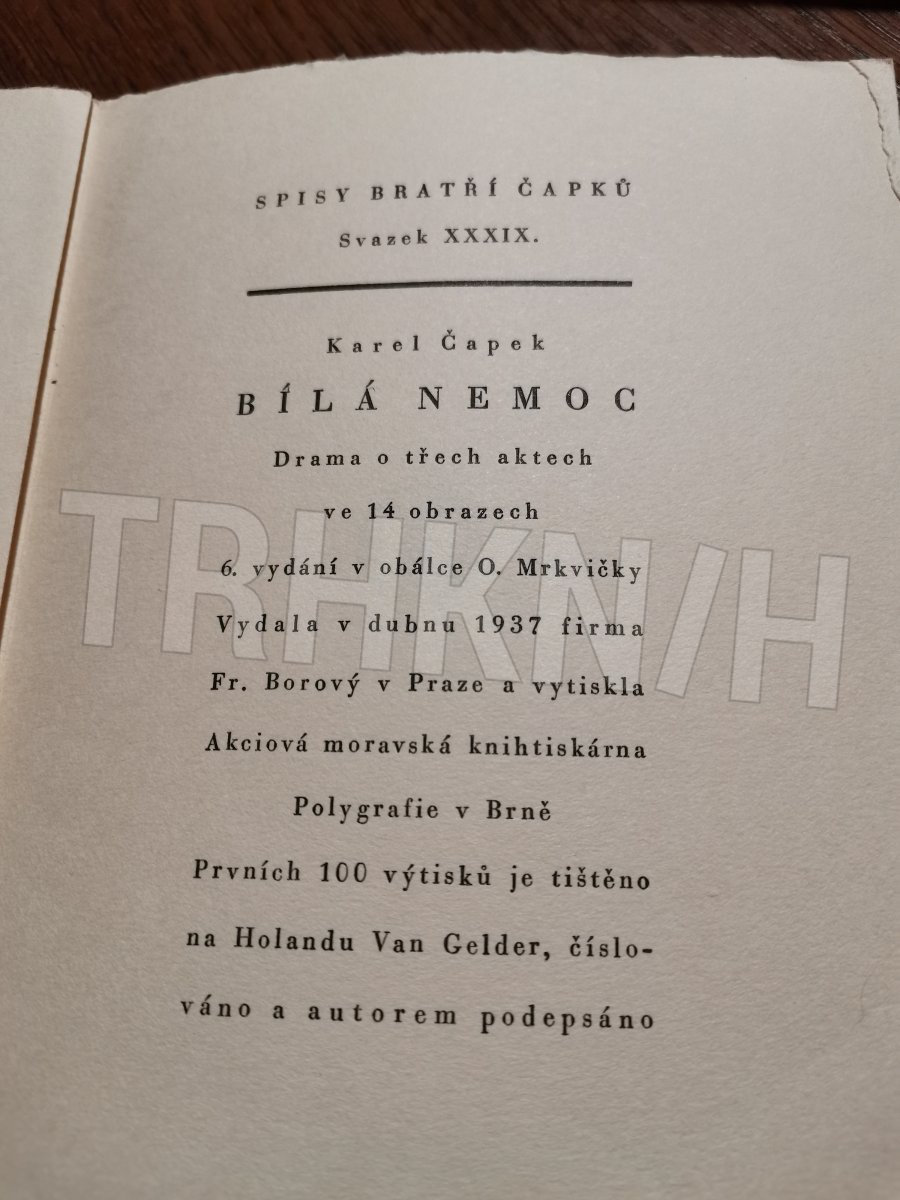 SPISY BRATŘÍ ČAPKŮ
Svazek XXXIX.
Karel Čapek
BÍLÁ NEMOC
Drama o třech aktech
ve 14 obrazech
6. vydání v obálce O. Mrkvičky
Vydala v dubnu 1937 firma
Fr. Borový v Praze a vytiskla
Akciová moravská knihtiskárna
Polygrafie v Brně
Prvních 100 výtisků je tištěno
na Holandu Van Gelder, číslo-
váno a autorem podepsáno
TRHKN/H